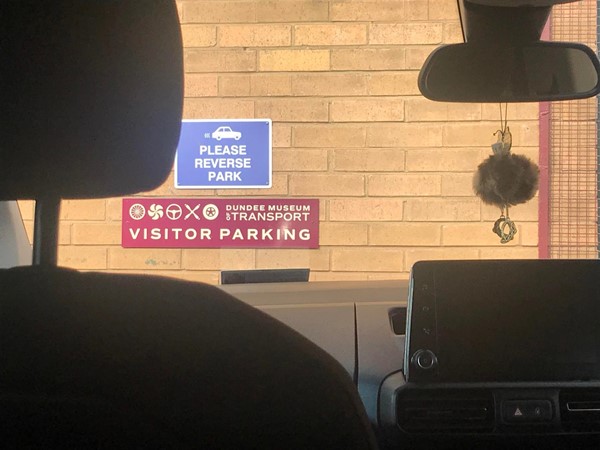 PLEASE
REVERSE
PARK
DUNDEE MUSEUM
OF TRANSPORT
VISITOR PARKING